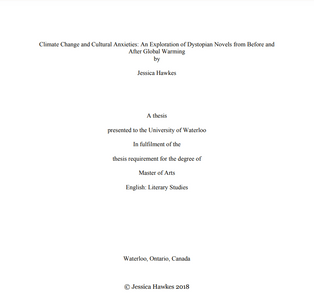 Climate Change and Cultural Anxieties: An Exploration of Dystopian Novels from Before and
After Global Warming
by
Jessica Hawkes
A thesis
presented to the University of Waterloo
In fulfilment of the
thesis requirement for the degree of
Master of Arts
English: Literary Studies
Waterloo, Ontario, Canada
© Jessica Hawkes 2018